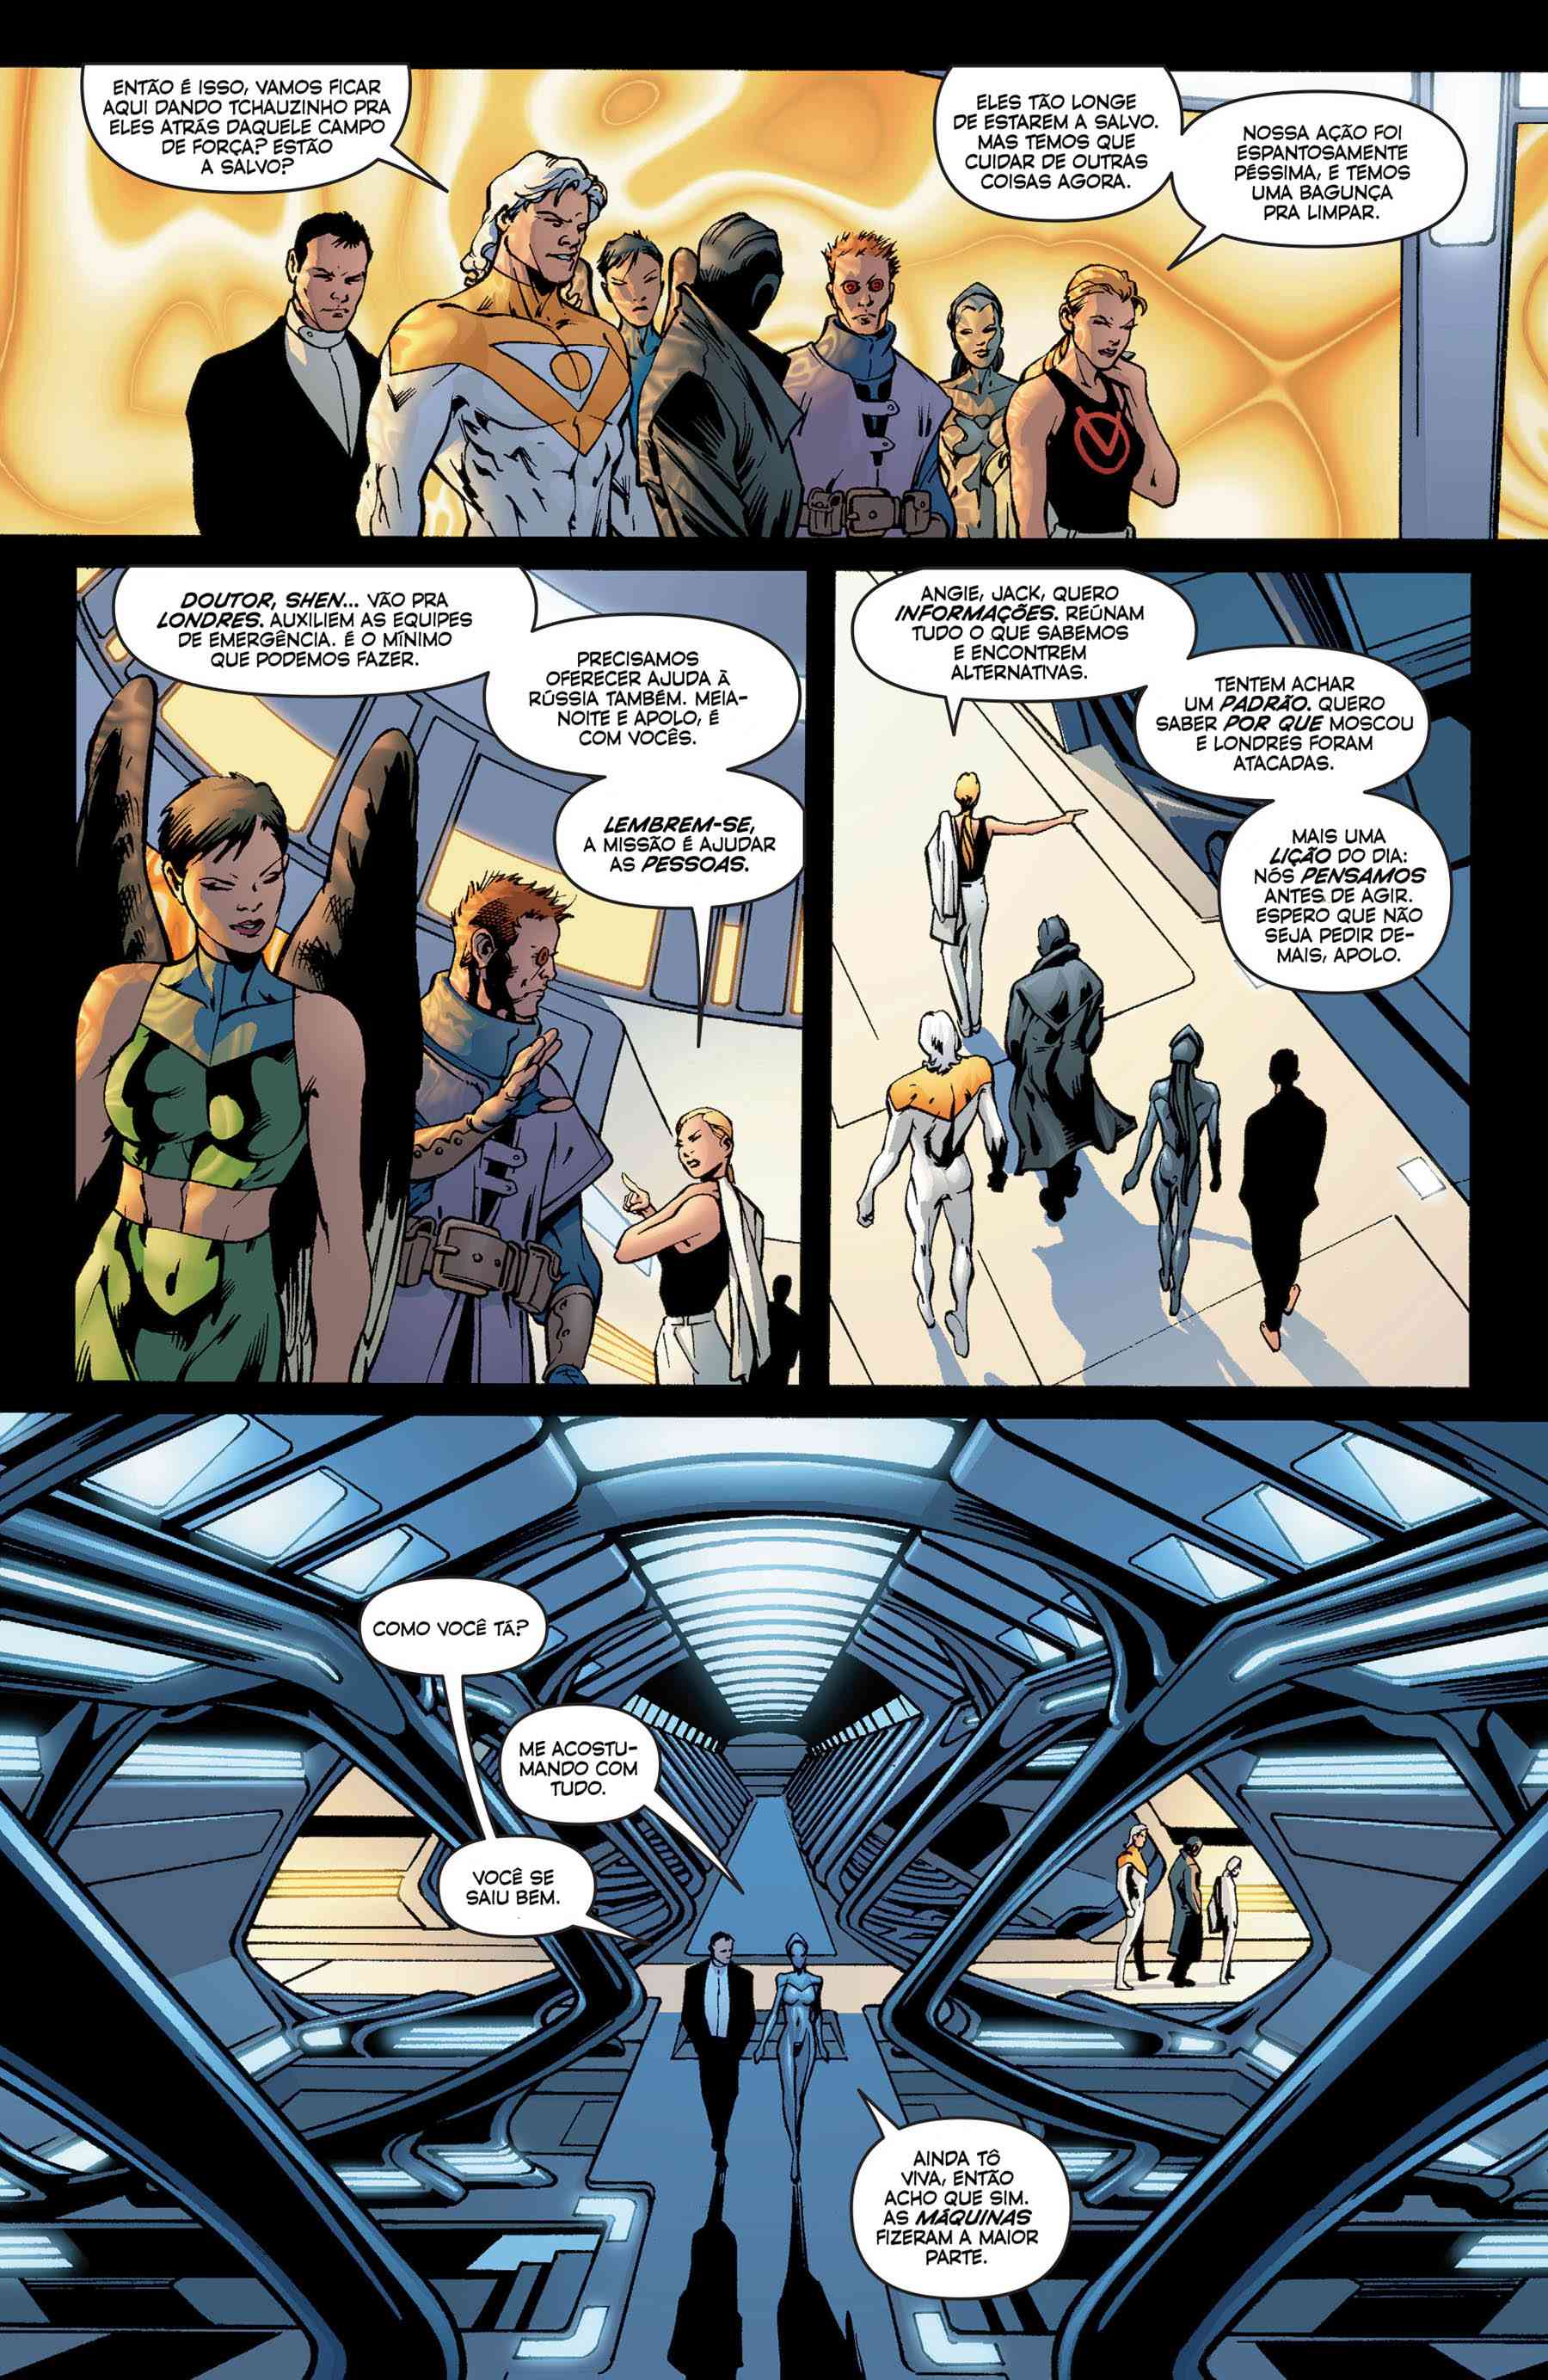 ENTÃO É ISSO, VAMOS FICAR
AQUI DANDO TCHAUZINHO PRA
ELES ATRÁS DAQUELE CAMPO
DE FORÇA? ESTÃO
A SALVO?
ELES TÃO LONGE
DE ESTAREM A SALVO.
MAS TEMOS QUE
CUIDAR DE OUTRAS
COISAS AGORA.
NOSSA AÇÃO FOI
ESPANTOSAMENTE
PÉSSIMA, E TEMOS
UMA BAGUNÇA
PRA LIMPAR.
DOUTOR, SHEN... VÃO PRA
LONDRES. AUXILIEM AS EQUIPES
DE EMERGÊNCIA. É O MÍNIMO
QUE PODEMOS FAZER.
PRECISAMOS
OFERECER AJUDA À
RÚSSIA TAMBÉM. MEIA-
NOITE E APOLO, É
COM VOCÊS.
LEMBREM-SE,
A MISSÃO É AJUDAR
AS PESSOAS.
ANGIE, JACK, QUERO
INFORMAÇÕES. REÚNAM
TUDO O QUE SABEMOS
E ENCONTREM
ALTERNATIVAS.
TENTEM ACHAR
UM PADRÃO. QUERO
SABER POR QUE MOSCOU
E LONDRES FORAM
ATACADAS.
MAIS UMA
LIÇÃO DO DIA:
NÓS PENSAMOS
ANTES DE AGIR.
ESPERO QUE NÃO
SEJA PEDIR DE-
MAIS, APOLO.
COMO VOCÊ TÁ?
ME ACOSTU-
MANDO COM
TUDO.
VOCÊ SE
SAIU BEM.
AINDA TÔ
VIVA, ENTÃO
ACHO QUE SIM.
AS MÁQUINAS
FIZERAM A MAIOR
PARTE.